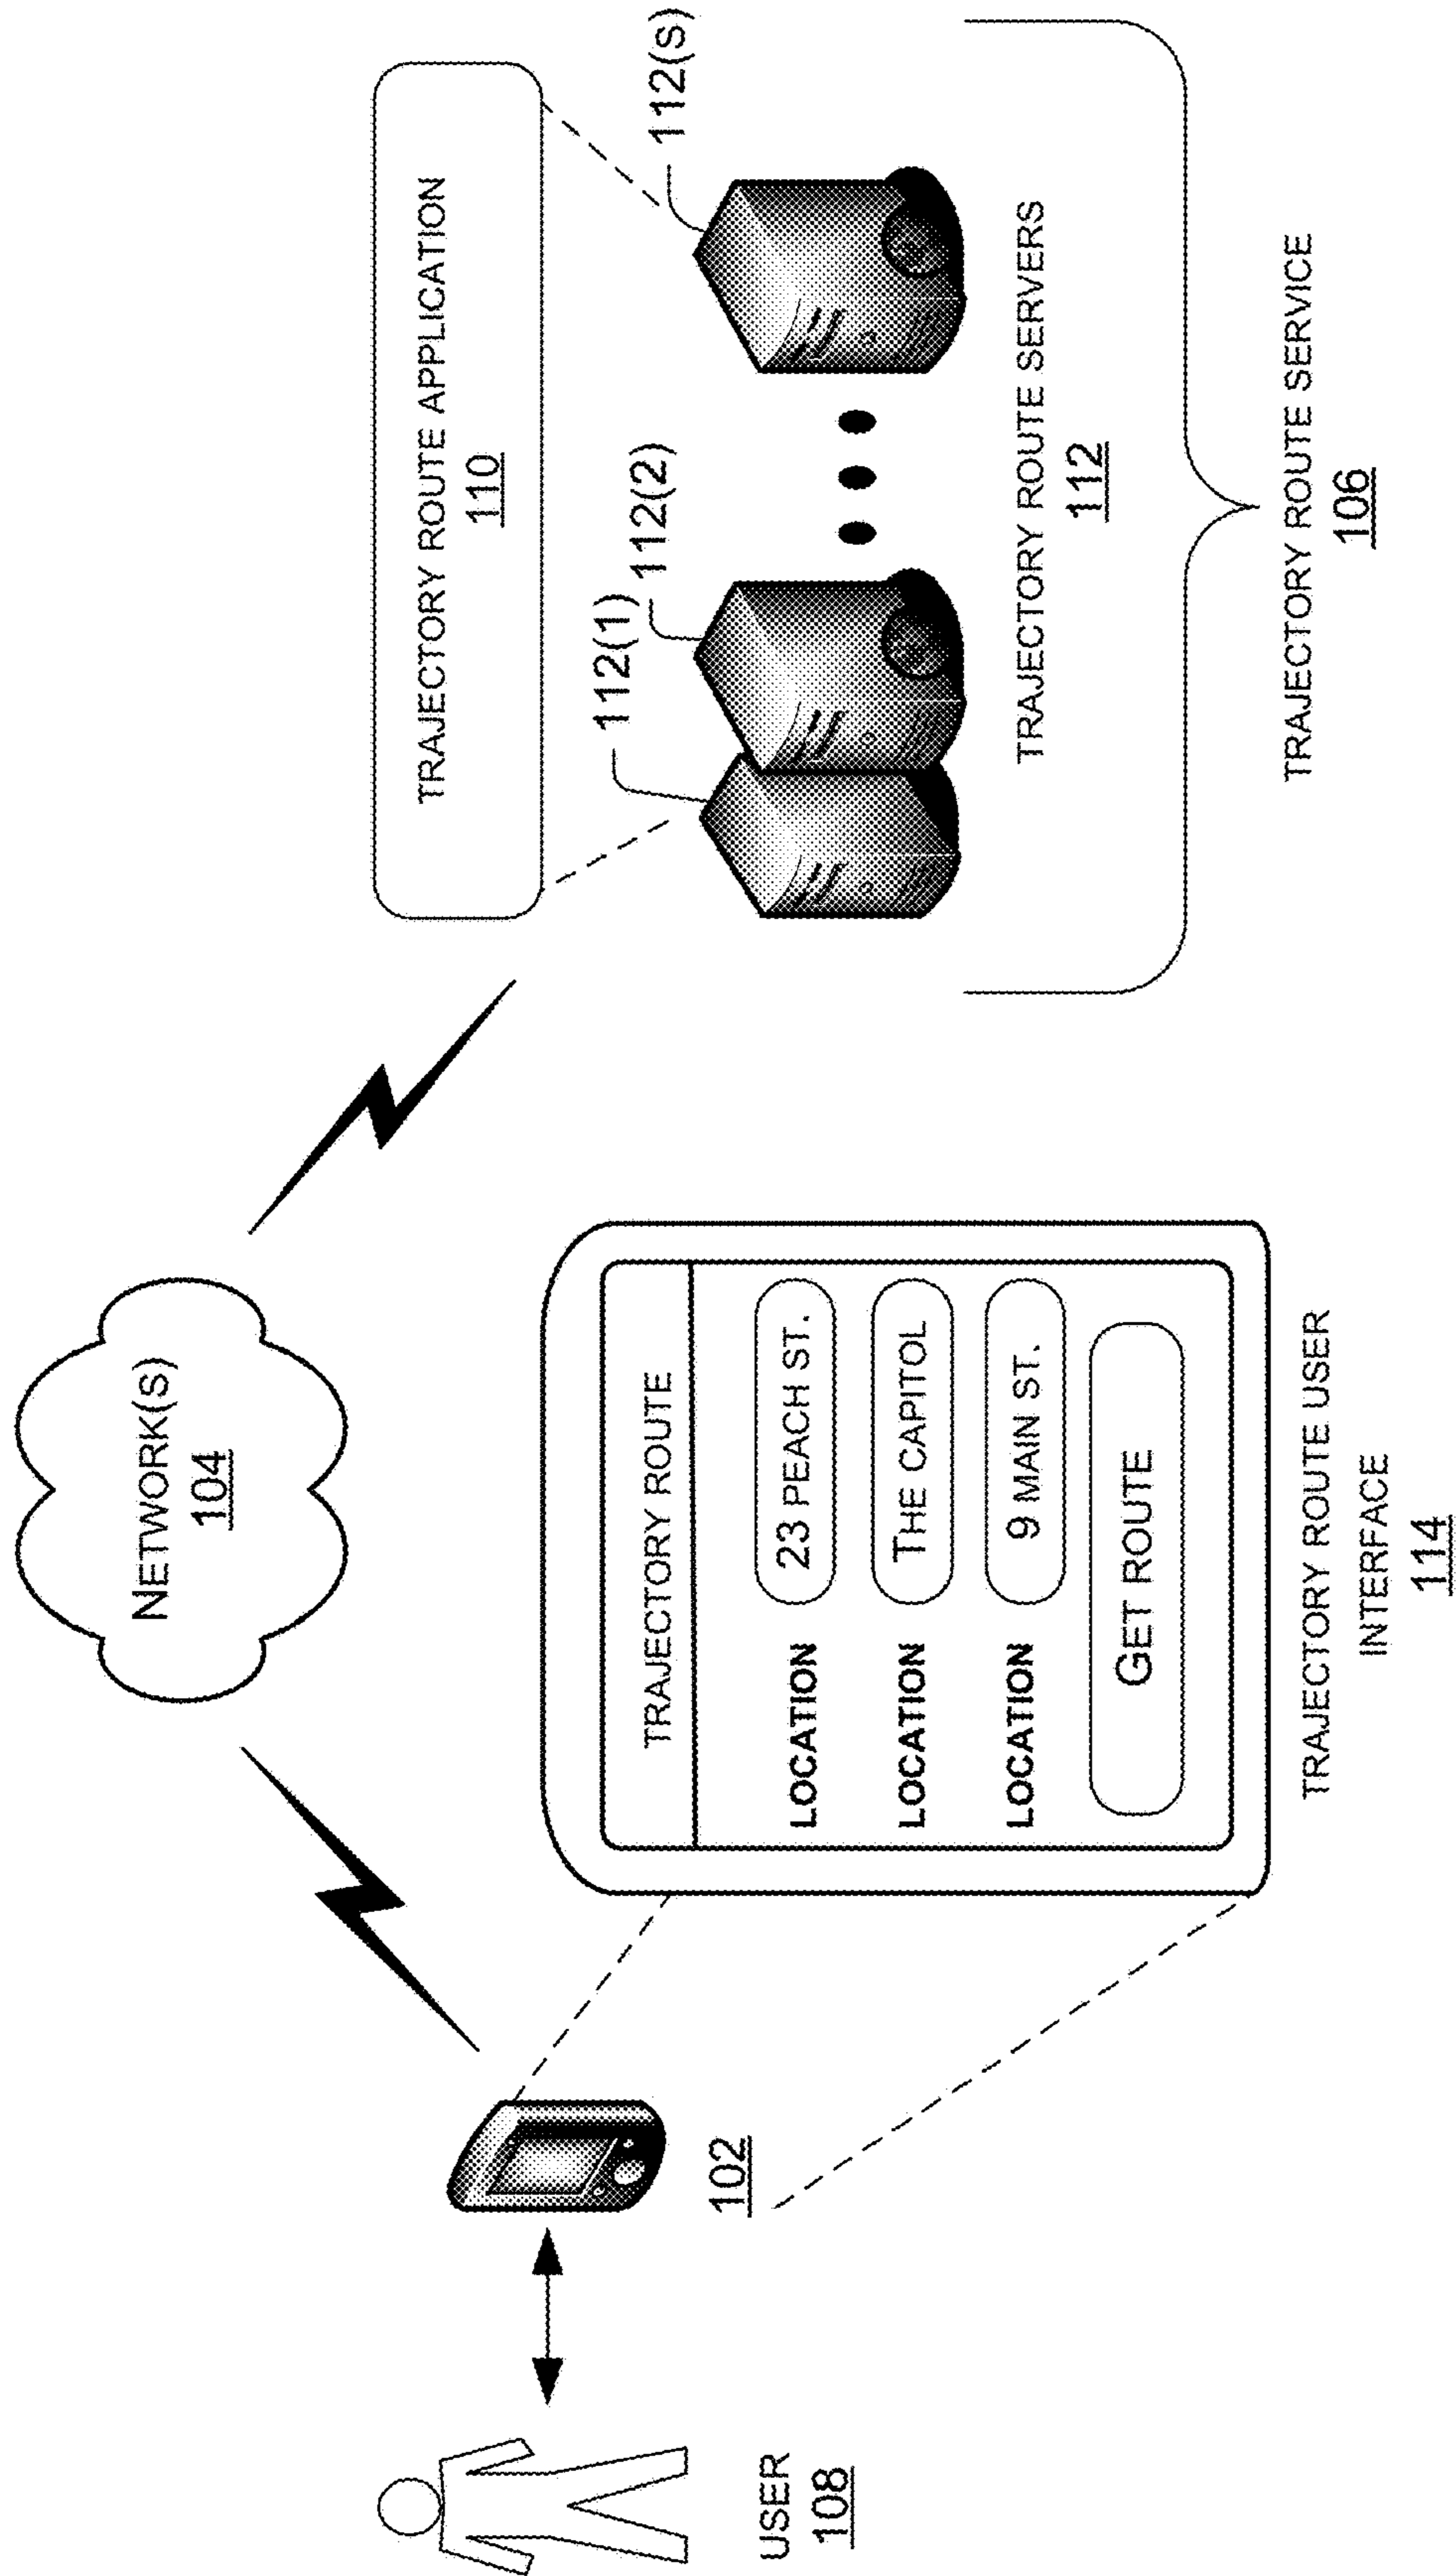 NETWORK(S)
104
TRAJECTORY ROUTE APPLICATION
110
112(1)
112(2)
112(S)
TRAJECTORY ROUTE SERVERS
112
TRAJECTORY ROUTE SERVICE
106
USER
108
102
TRAJECTORY ROUTE
LOCATION 23 PEACH ST.
LOCATION THE CAPITOL
LOCATION 9 MAIN ST.
GET ROUTE
TRAJECTORY ROUTE USER
INTERFACE
114